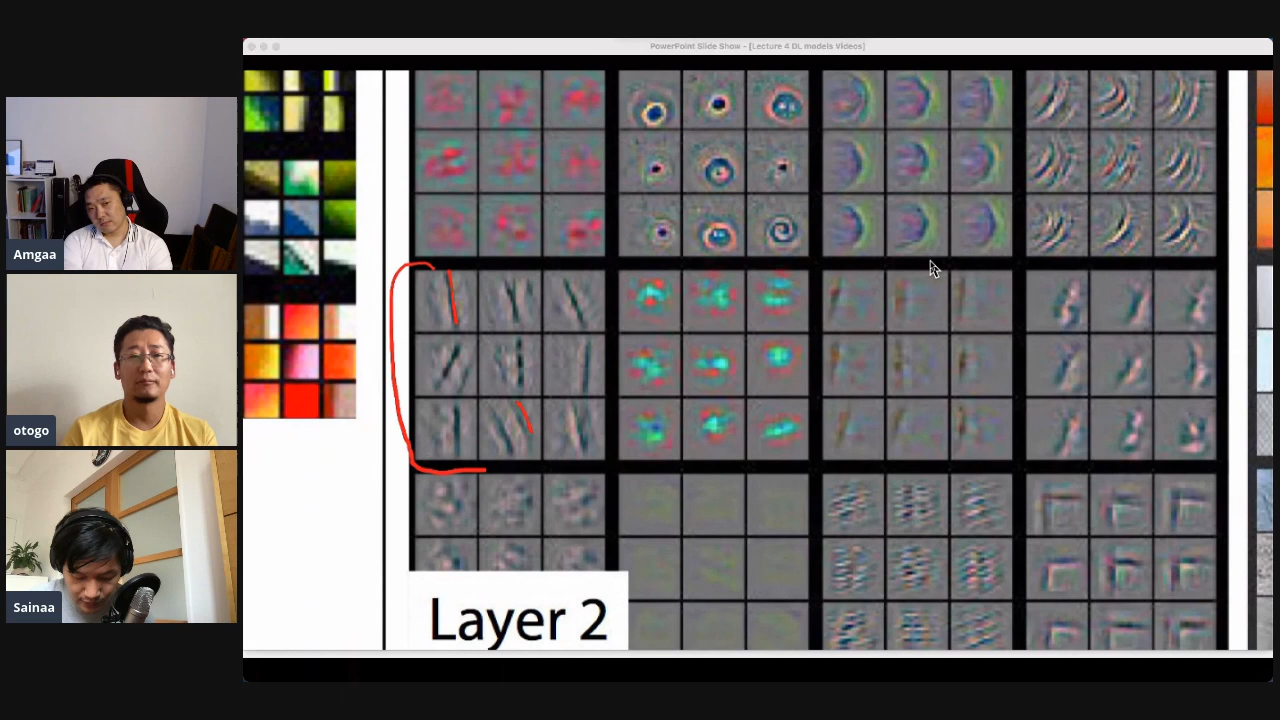 PowerPoint Slide Show - [Lecture 4 DL models Videos]
Amgaa
otogo
Sainaa
Layer 2